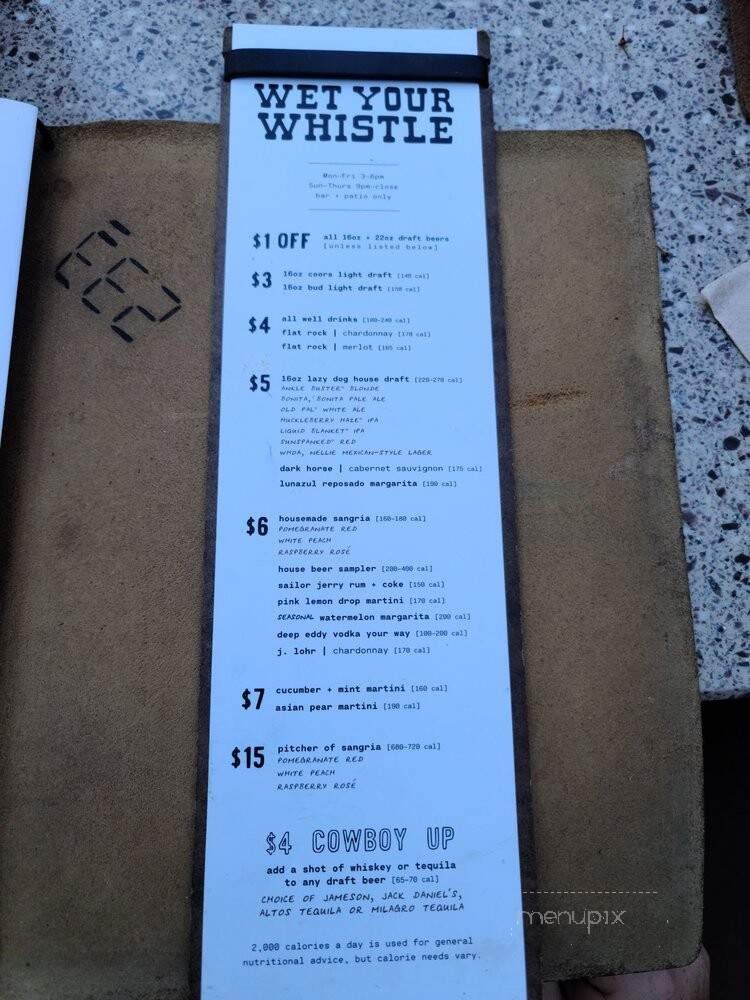 WET YOUR
WHISTLE
Mon-Fri 3-6pm
Sun-Thurs 9pm-close
bar + patio only
$1 OFF all 16oz + 22oz draft beers
[unless listed below]
$3 16oz coors light draft [140 cal]
16oz bud light draft [150 cal]
$4 all well drinks [100-240 cal]
flat rock | chardonnay [170 cal]
flat rock | merlot [165 cal]
$5 16oz lazy dog house draft [220-270 cal]
ANKLE BUSTER™ BLONDE
BONITA, BONITA PALE ALE
OLD PAL™ WHITE ALE
HUCKLEBERRY HAZE™ IPA
LIQUID BLANKET™ IPA
SUNSPANKED™ RED
WHOA, NELLIE MEXICAN-STYLE LAGER
dark horse | cabernet sauvignon [175 cal]
lunazul reposado margarita [190 cal]
$6 housemade sangria [160-180 cal]
POMEGRANATE RED
WHITE PEACH
RASPBERRY ROSÉ
house beer sampler [200-400 cal]
sailor jerry rum + coke [150 cal]
pink lemon drop martini [170 cal]
SEASONAL watermelon margarita [200 cal]
deep eddy vodka your way [100-200 cal]
j. lohr | chardonnay [170 cal]
$7 cucumber + mint martini [160 cal]
asian pear martini [190 cal]
$15 pitcher of sangria [680-720 cal]
POMEGRANATE RED
WHITE PEACH
RASPBERRY ROSÉ
$4 COWBOY UP
add a shot of whiskey or tequila
to any draft beer [65-70 cal]
CHOICE OF JAMESON, JACK DANIEL'S,
ALTOS TEQUILA OR MILAGRO TEQUILA
2,000 calories a day is used for general
nutritional advice, but calorie needs vary.
menupix